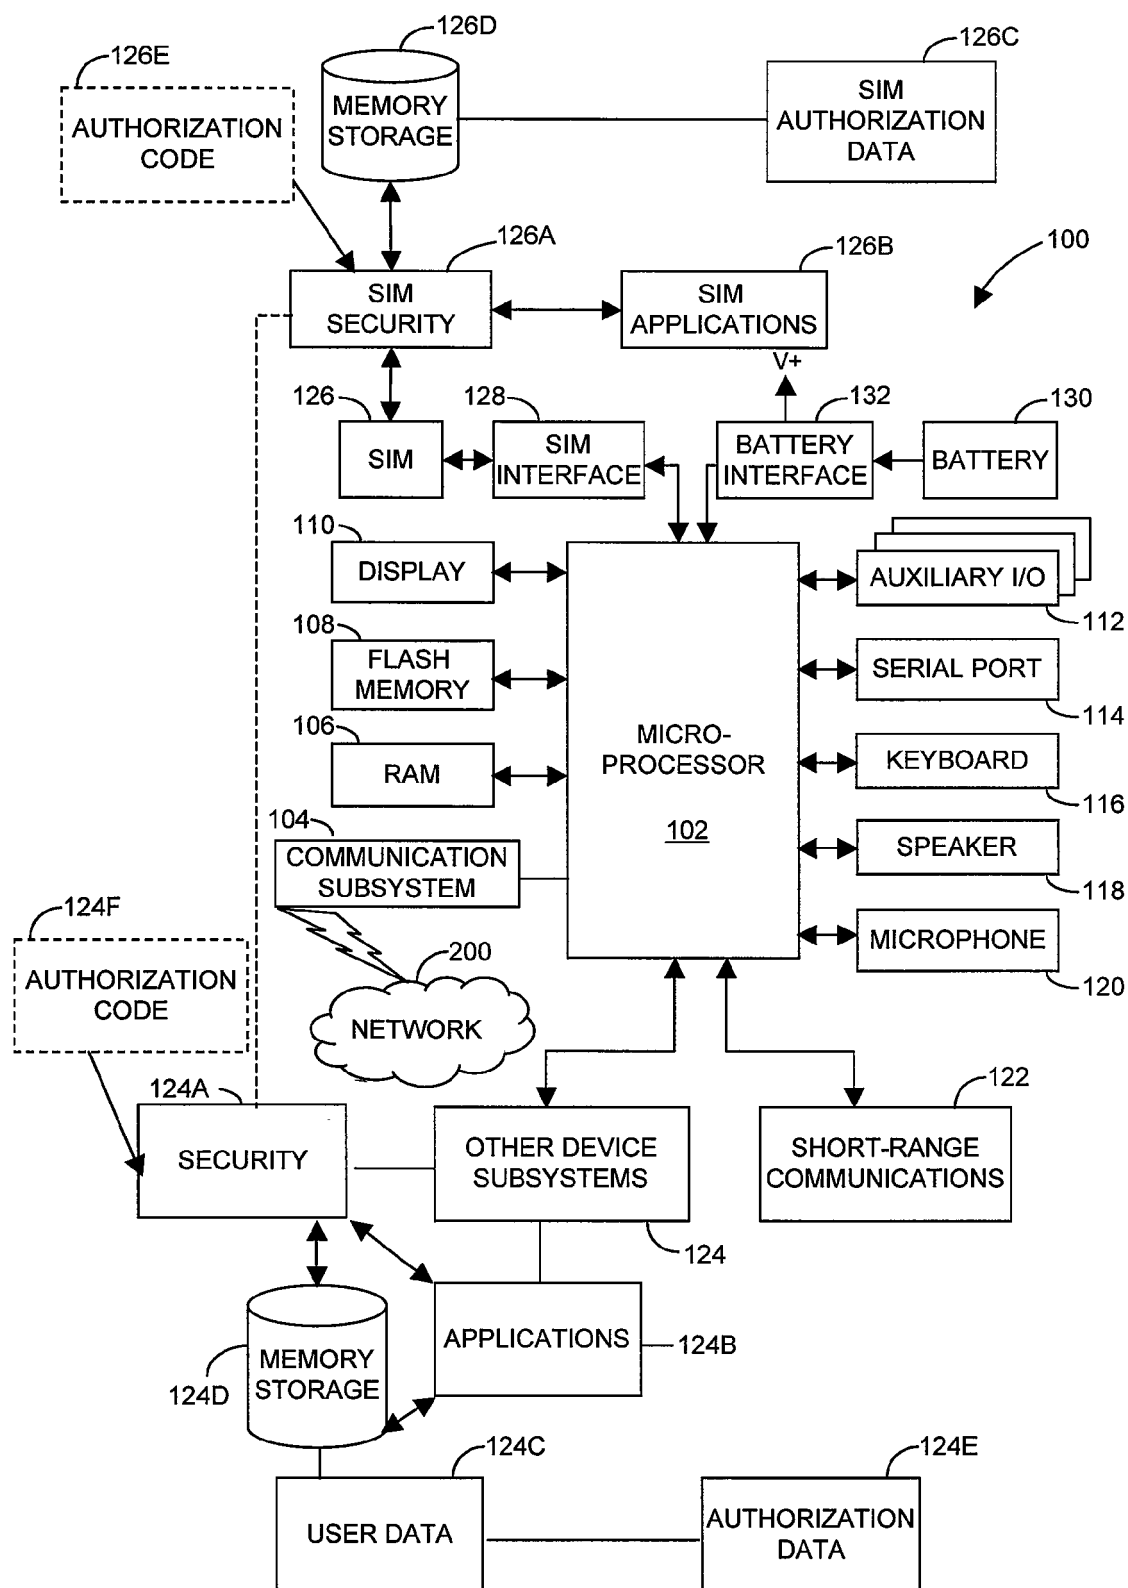 126D
126E
126C
AUTHORIZATION
CODE
MEMORY
STORAGE
SIM
AUTHORIZATION
DATA
126A
126B
100
SIM
SECURITY
SIM
APPLICATIONS
V+
126
128
132
130
SIM
SIM
INTERFACE
BATTERY
INTERFACE
BATTERY
110
DISPLAY
AUXILIARY I/O
112
108
FLASH
MEMORY
SERIAL PORT
114
106
RAM
MICRO-
PROCESSOR
102
KEYBOARD
116
104
COMMUNICATION
SUBSYSTEM
SPEAKER
118
124F
AUTHORIZATION
CODE
200
NETWORK
MICROPHONE
120
124A
SECURITY
OTHER DEVICE
SUBSYSTEMS
124
122
SHORT-RANGE
COMMUNICATIONS
MEMORY
STORAGE
124D
APPLICATIONS
124B
124C
USER DATA
124E
AUTHORIZATION
DATA